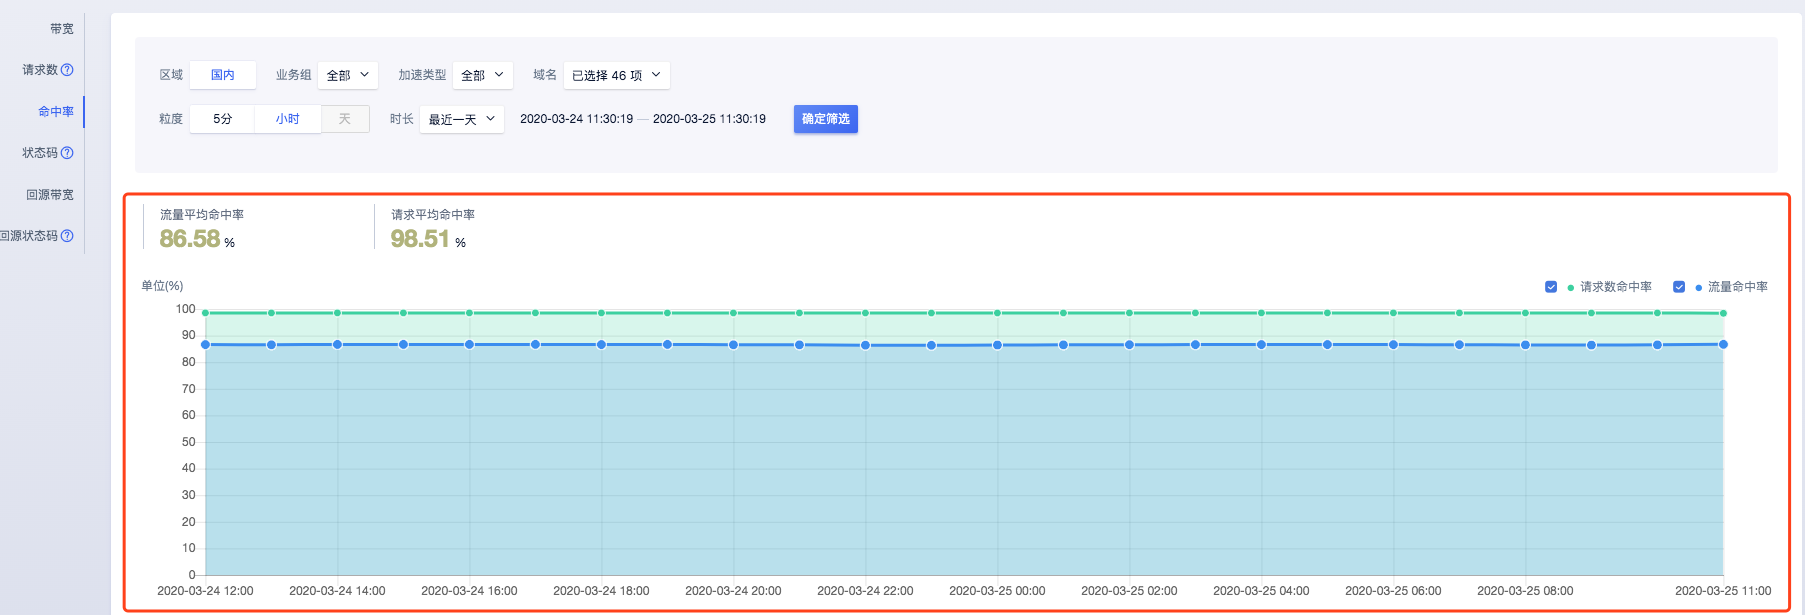 带宽
请求数
命中率
状态码
回源带宽
回源状态码
区域 国内 业务组 全部 加速类型 全部 域名 已选择 46 项
粒度 5分 小时 天 时长 最近一天 2020-03-24 11:30:19 — 2020-03-25 11:30:19 确定筛选
流量平均命中率 请求平均命中率
86.58 % 98.51 %
单位(%) 请求数命中率 流量命中率
100
90
80
70
60
50
40
30
20
10
0
2020-03-24 12:00 2020-03-24 14:00 2020-03-24 16:00 2020-03-24 18:00 2020-03-24 20:00 2020-03-24 22:00 2020-03-25 00:00 2020-03-25 02:00 2020-03-25 04:00 2020-03-25 06:00 2020-03-25 08:00 2020-03-25 11:00